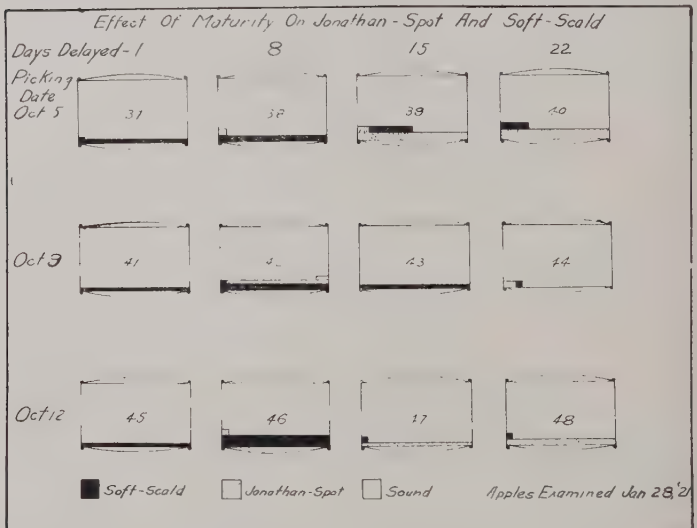 Effect Of Maturity On Jonathan-Spot And Soft-Scald
Days Delayed-1 8 15 22
Picking
Date
Oct 5 37 38 39 40
Oct 9 41 43 44
Oct 12 45 46 47 48
Soft-Scald Jonathan-Spot Sound Apples Examined Jan 28,'21